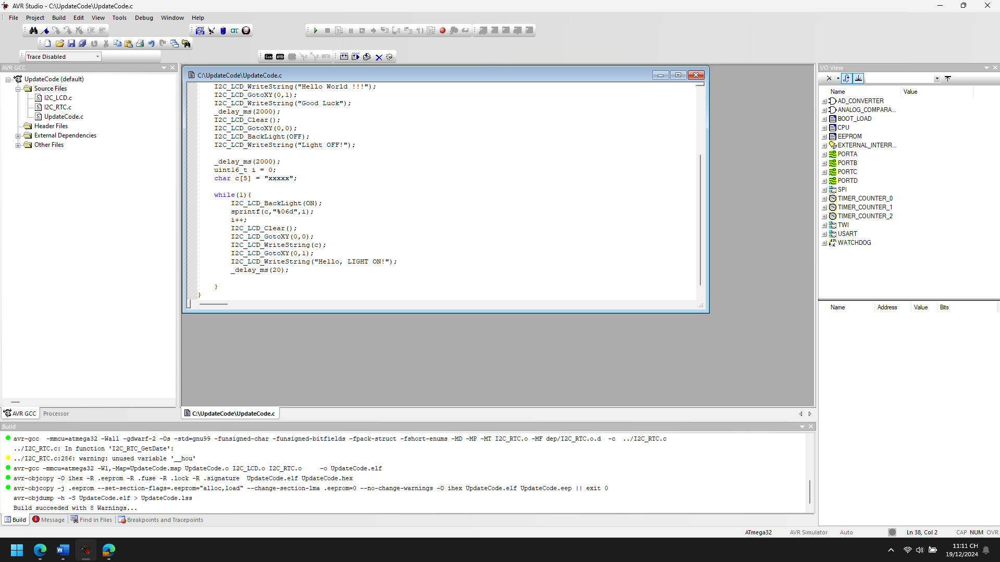 AVR Studio - C:\UpdateCode\UpdateCode.c
File Project Build Edit View Tools Debug Window Help
Trace Disabled
Con AVR AUTO
AVR GCC
UpdateCode (default)
Source Files
I2C_LCD.c
I2C_RTC.c
UpdateCode.c
Header Files
External Dependencies
Other Files
AVR GCC Processor
C:\UpdateCode\UpdateCode.c
I2C_LCD_WriteString("Hello World !!!");
I2C_LCD_GotoXY(0,1);
I2C_LCD_WriteString("Good Luck");
_delay_ms(2000);
I2C_LCD_Clear();
I2C_LCD_GotoXY(0,0);
I2C_LCD_BackLight(OFF);
I2C_LCD_WriteString("Light OFF!");
_delay_ms(2000);
uint16_t i = 0;
char c[5] = "xxxxx";
while(1){
I2C_LCD_BackLight(ON);
sprintf(c,"%06d",i);
i++;
I2C_LCD_Clear();
I2C_LCD_GotoXY(0,0);
I2C_LCD_WriteString(c);
I2C_LCD_GotoXY(0,1);
I2C_LCD_WriteString("Hello, LIGHT ON!");
_delay_ms(20);
}
}
C:\UpdateCode\UpdateCode.c
I/O View
Name Value
AD_CONVERTER
ANALOG_COMPARA...
BOOT_LOAD
CPU
EEPROM
EXTERNAL_INTERR...
PORTA
PORTB
PORTC
PORTD
SPI
TIMER_COUNTER_0
TIMER_COUNTER_1
TIMER_COUNTER_2
TWI
USART
WATCHDOG
Name Address Value Bits
Build
avr-gcc -mmcu=atmega32 -Wall -gdwarf-2 -Os -std=gnu99 -funsigned-char -funsigned-bitfields -fpack-struct -fshort-enums -MD -MP -MT I2C_RTC.o -MF dep/I2C_RTC.o.d -c ../I2C_RTC.c
../I2C_RTC.c: In function 'I2C_RTC_GetDate':
../I2C_RTC.c:286: warning: unused variable '__hou'
avr-gcc -mmcu=atmega32 -Wl,-Map=UpdateCode.map UpdateCode.o I2C_LCD.o I2C_RTC.o -o UpdateCode.elf
avr-objcopy -O ihex -R .eeprom -R .fuse -R .lock -R .signature UpdateCode.elf UpdateCode.hex
avr-objcopy -j .eeprom --set-section-flags=.eeprom="alloc,load" --change-section-lma .eeprom=0 --no-change-warnings -O ihex UpdateCode.elf UpdateCode.eep || exit 0
avr-objdump -h -S UpdateCode.elf > UpdateCode.lss
Build succeeded with 8 Warnings...
Build Message Find in Files Breakpoints and Tracepoints
ATmega32 AVR Simulator Auto Ln 38, Col 2 CAP NUM OVR
11:11 CH
19/12/2024